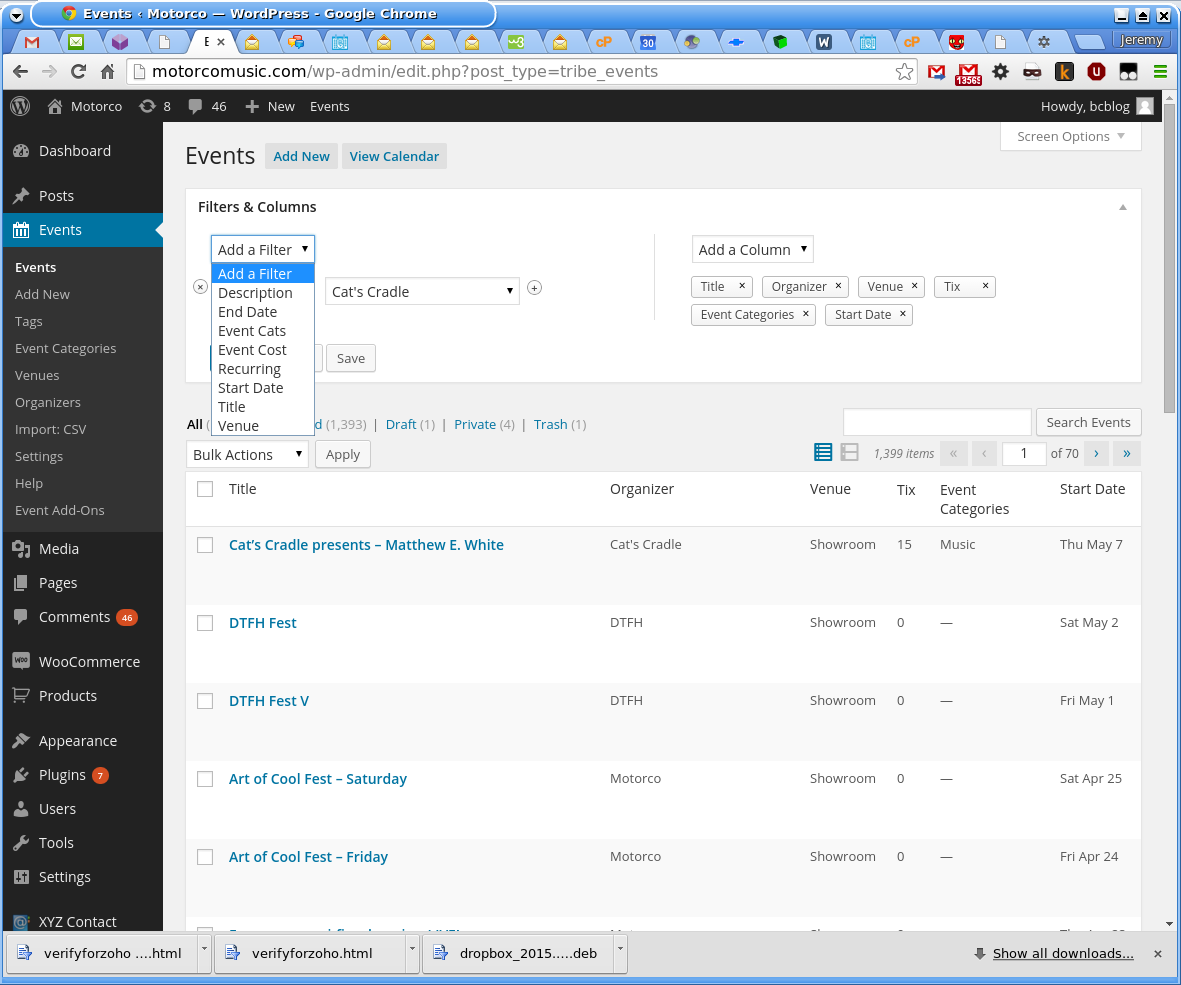 Events ‹ Motorco — WordPress - Google Chrome
E
30
W
cP
cP
Jeremy
motorcomusic.com/wp-admin/edit.php?post_type=tribe_events
Motorco 8 46 New Events Howdy, bcblog
Screen Options
Dashboard
Posts
Events
Events
Add New
Tags
Event Categories
Venues
Organizers
Import: CSV
Settings
Help
Event Add-Ons
Media
Pages
Comments 46
WooCommerce
Products
Appearance
Plugins 7
Users
Tools
Settings
XYZ Contact
Events Add New View Calendar
Filters & Columns
Add a Filter
Add a Filter
Description
End Date
Event Cats
Event Cost
Recurring
Start Date
Title
Venue
Cat's Cradle
Save
Add a Column
Title × Organizer × Venue × Tix ×
Event Categories × Start Date ×
All ( d (1,393) | Draft (1) | Private (4) | Trash (1)
Search Events
Bulk Actions Apply 1,399 items « ‹ 1 of 70 › »
Title Organizer Venue Tix Event Categories Start Date
Cat's Cradle presents – Matthew E. White Cat's Cradle Showroom 15 Music Thu May 7
DTFH Fest DTFH Showroom 0 — Sat May 2
DTFH Fest V DTFH Showroom 0 — Fri May 1
Art of Cool Fest – Saturday Motorco Showroom 0 — Sat Apr 25
Art of Cool Fest – Friday Motorco Showroom 0 — Fri Apr 24
verifyforzoho ....html verifyforzoho.html dropbox_2015.....deb Show all downloads...